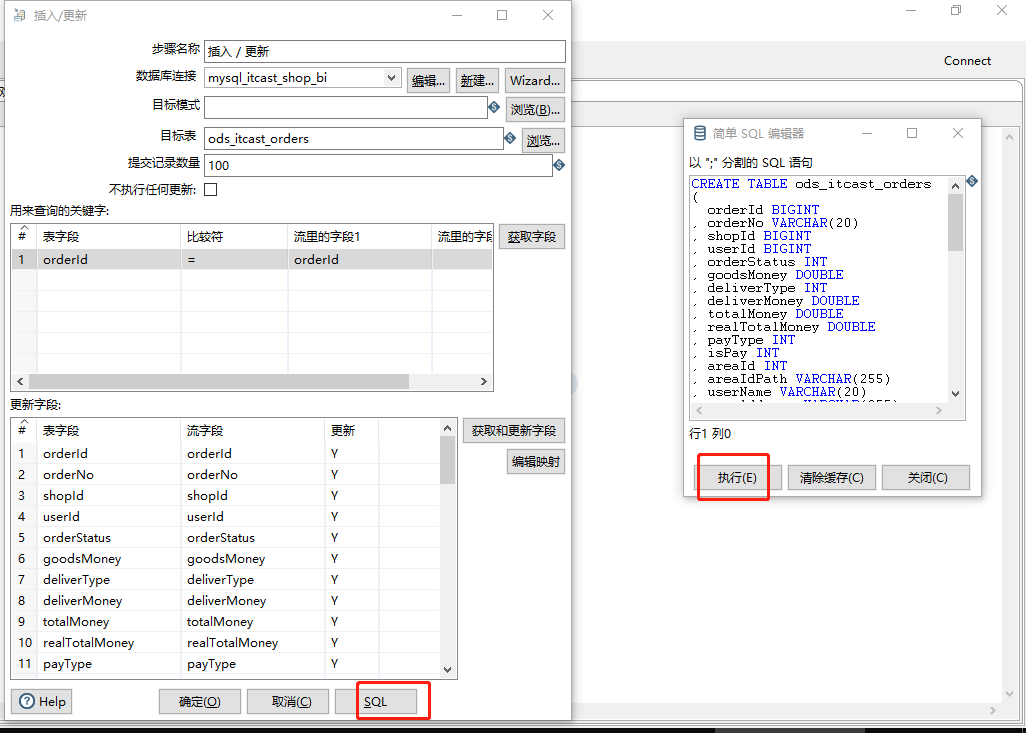 插入/更新
步骤名称 插入 / 更新
数据库连接 mysql_itcast_shop_bi 编辑... 新建... Wizard...
目标模式 浏览(B)...
目标表 ods_itcast_orders 浏览...
提交记录数量 100
不执行任何更新:
用来查询的关键字:
# 表字段 比较符 流里的字段1 流里的字段 获取字段
1 orderId = orderId
更新字段:
# 表字段 流字段 更新 获取和更新字段
编辑映射
1 orderId orderId Y
2 orderNo orderNo Y
3 shopId shopId Y
4 userId userId Y
5 orderStatus orderStatus Y
6 goodsMoney goodsMoney Y
7 deliverType deliverType Y
8 deliverMoney deliverMoney Y
9 totalMoney totalMoney Y
10 realTotalMoney realTotalMoney Y
11 payType payType Y
Help 确定(O) 取消(C) SQL
Connect
简单 SQL 编辑器
以 ";" 分割的 SQL 语句
CREATE TABLE ods_itcast_orders
(
orderId BIGINT
, orderNo VARCHAR(20)
, shopId BIGINT
, userId BIGINT
, orderStatus INT
, goodsMoney DOUBLE
, deliverType INT
, deliverMoney DOUBLE
, totalMoney DOUBLE
, realTotalMoney DOUBLE
, payType INT
, isPay INT
, areaId INT
, areaIdPath VARCHAR(255)
, userName VARCHAR(20)
行1 列0
执行(E) 清除缓存(C) 关闭(C)